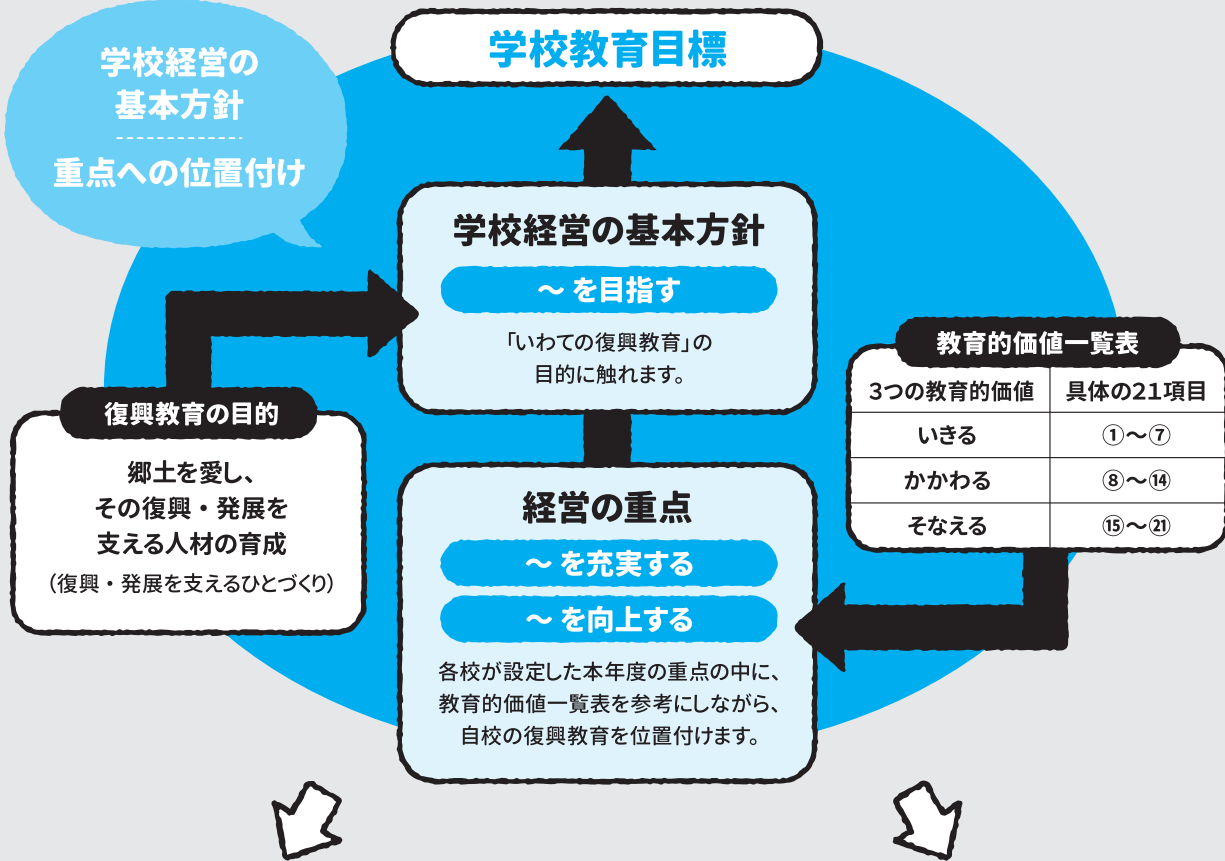 学校経営の
基本方針
重点への位置付け
学校教育目標
学校経営の基本方針
～を目指す
「いわての復興教育」の
目的に触れます。
復興教育の目的
郷土を愛し、
その復興・発展を
支える人材の育成
（復興・発展を支えるひとづくり）
経営の重点
～を充実する
～を向上する
各校が設定した本年度の重点の中に、
教育的価値一覧表を参考にしながら、
自校の復興教育を位置付けます。
教育的価値一覧表
3つの教育的価値 具体の21項目
いきる ①～⑦
かかわる ⑧～⑭
そなえる ⑮～㉑